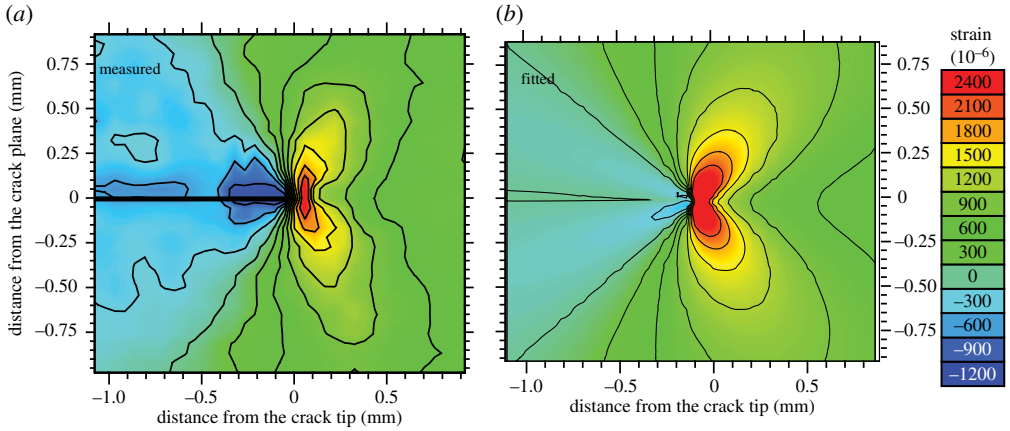 (a)
measured
0.75
0.50
0.25
0
−0.25
−0.50
−0.75
distance from the crack plane (mm)
−1.0 −0.5 0 0.5
distance from the crack tip (mm)
(b)
fitted
0.75
0.50
0.25
0
−0.25
−0.50
−0.75
−1.0 −0.5 0 0.5
distance from the crack tip (mm)
strain
(10⁻⁶)
2400
2100
1800
1500
1200
900
600
300
0
−300
−600
−900
−1200